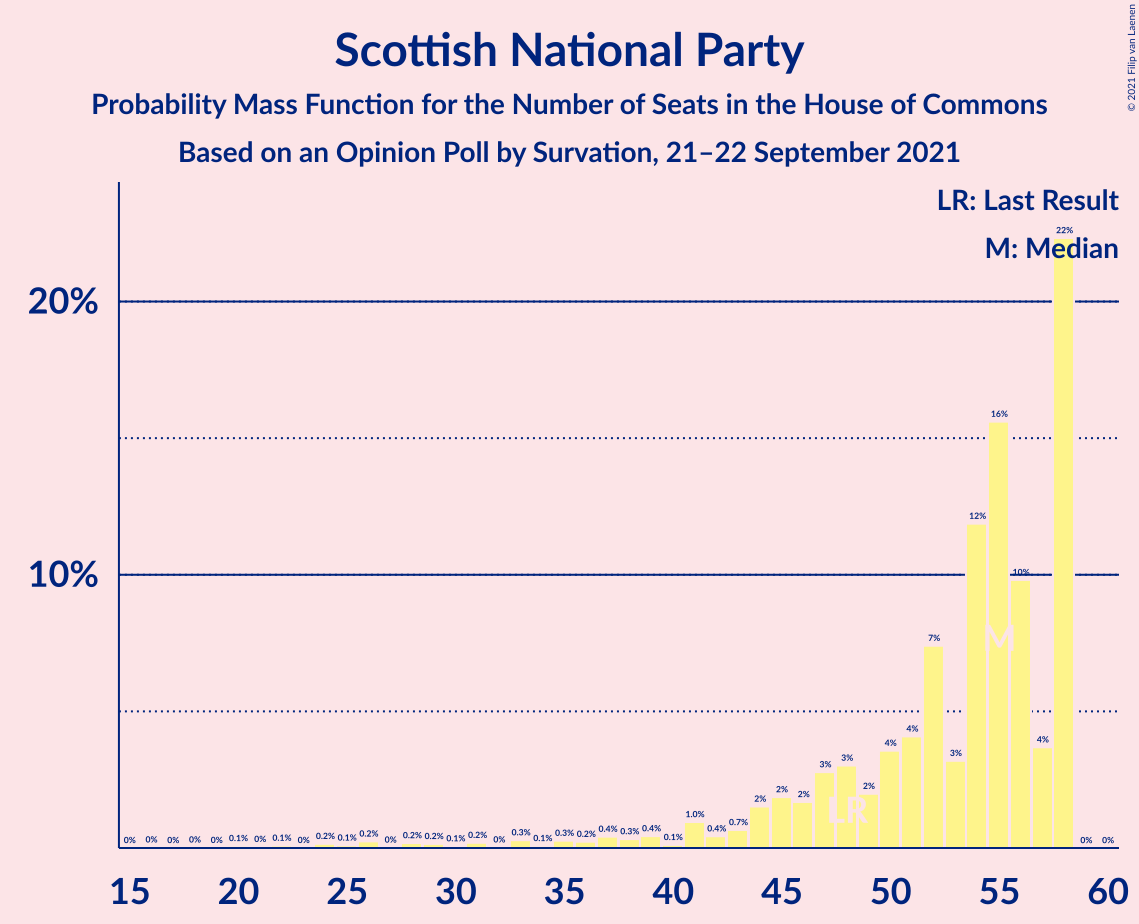 Scottish National Party
Probability Mass Function for the Number of Seats in the House of Commons
Based on an Opinion Poll by Survation, 21–22 September 2021
© 2021 Filip van Laenen
LR: Last Result
M: Median
20%
10%
0% 0% 0% 0% 0% 0.1% 0% 0.1% 0% 0.2% 0.1% 0.2% 0% 0.2% 0.2% 0.1% 0.2% 0% 0.3% 0.1% 0.3% 0.2% 0.4% 0.3% 0.4% 0.1% 1.0% 0.4% 0.7% 2% 2% 2% 3% 3% 2% 4% 4% 7% 3% 12% 16% 10% 4% 22% 0% 0%
M
LR
15 20 25 30 35 40 45 50 55 60